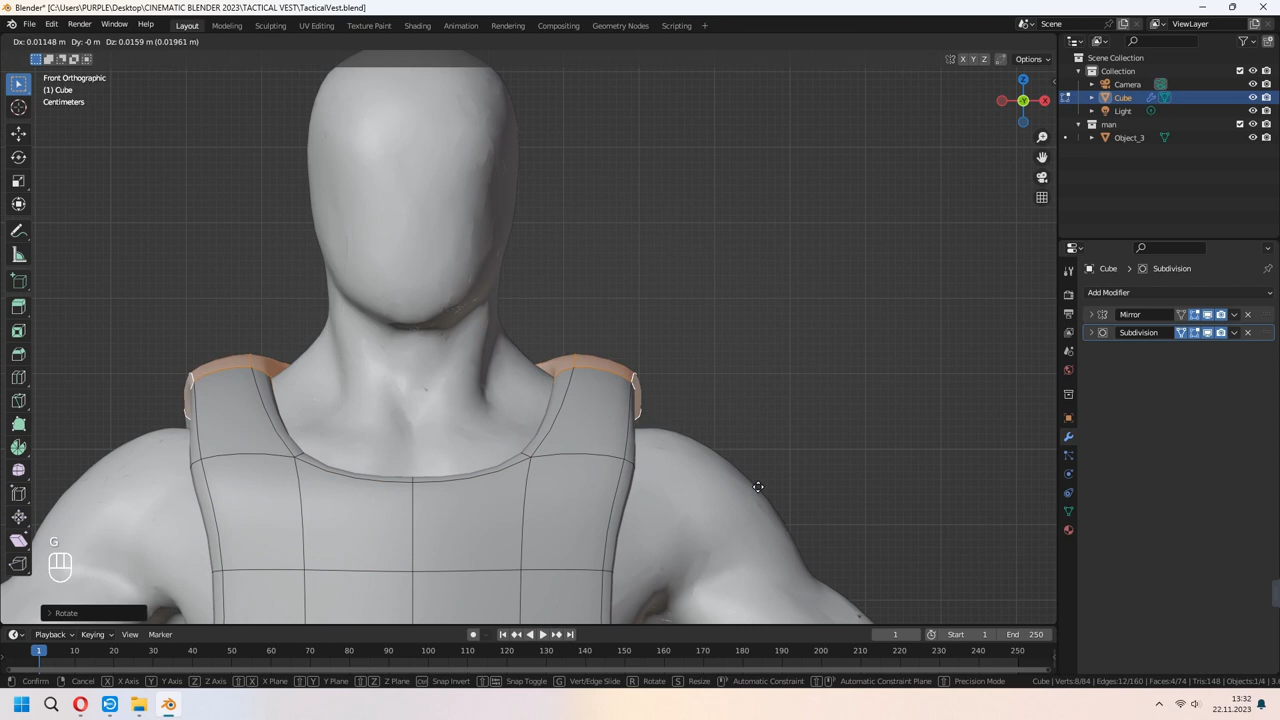 Blender* [C:\Users\PURPLE\Desktop\CINEMATIC BLENDER 2023\TACTICAL VEST\TacticalVest.blend]
File Edit Render Window Help Layout Modeling Sculpting UV Editing Texture Paint Shading Animation Rendering Compositing Geometry Nodes Scripting + Scene ViewLayer
Dx: 0.01148 m Dy: -0 m Dz: 0.0159 m (0.01961 m)
X Y Z Options
Front Orthographic
(1) Cube
Centimeters
Scene Collection
Collection
Camera
Cube
Light
man
Object_3
Z
X
-Y
Cube > Subdivision
Add Modifier
Mirror
Subdivision
G
> Rotate
Playback Keying View Marker 1 Start 1 End 250
1 10 20 30 40 50 60 70 80 90 100 110 120 130 140 150 160 170 180 190 200 210 220 230 240 250
Confirm Cancel X X Axis Y Y Axis Z Z Axis X X Plane Y Y Plane Z Z Plane Snap Invert Snap Toggle G Vert/Edge Slide R Rotate S Resize Automatic Constraint Automatic Constraint Plane Precision Mode Cube | Verts:8/84 | Edges:12/160 | Faces:4/74 | Tris:148 | Objects:1/4 | 3.
13:32
22.11.2023